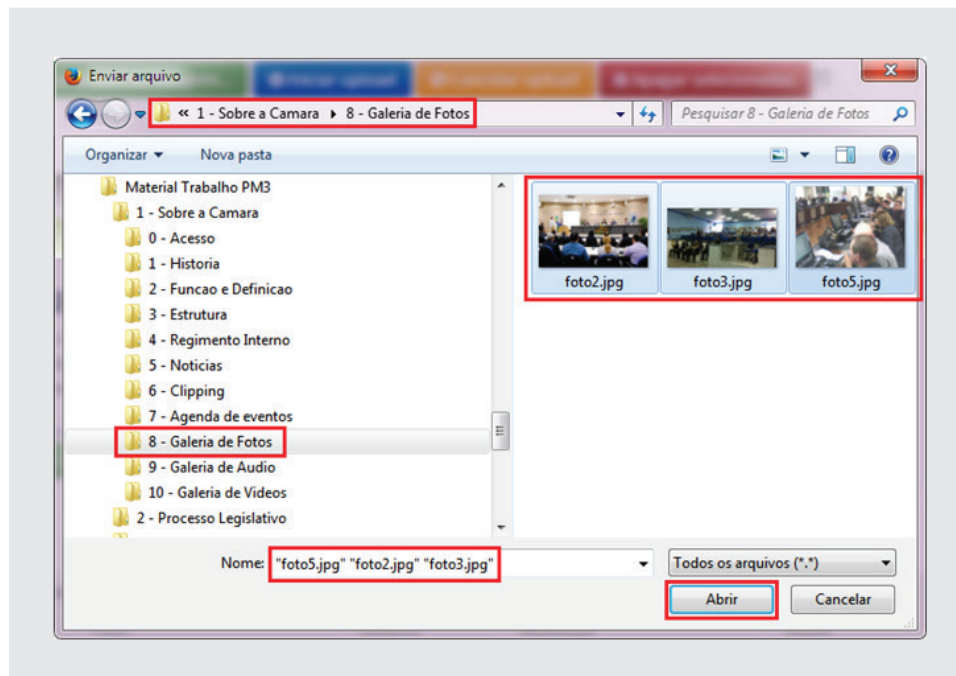 Enviar arquivo
« 1 - Sobre a Camara ▸ 8 - Galeria de Fotos
Pesquisar 8 - Galeria de Fotos
Organizar ▾ Nova pasta
Material Trabalho PM3
1 - Sobre a Camara
0 - Acesso
1 - Historia
2 - Funcao e Definicao
3 - Estrutura
4 - Regimento Interno
5 - Noticias
6 - Clipping
7 - Agenda de eventos
8 - Galeria de Fotos
9 - Galeria de Audio
10 - Galeria de Videos
2 - Processo Legislativo
foto2.jpg foto3.jpg foto5.jpg
Nome: "foto5.jpg" "foto2.jpg" "foto3.jpg"
Todos os arquivos (*.*)
Abrir Cancelar